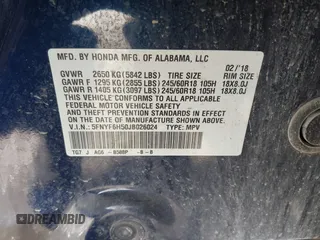 MFD. BY HONDA MFG. OF ALABAMA, LLC
02/'18
GVWR 2650 KG(5842 LBS) TIRE SIZE RIM SIZE
GAWR F 1295 KG(2855 LBS)245/60R18 105H 18X8.0J
GAWR R 1405 KG(3097 LBS)245/60R18 105H 18X8.0J
THIS VEHICLE CONFORMS TO ALL APPLICABLE
FEDERAL MOTOR VEHICLE SAFETY STANDARDS
IN EFFECT ON THE DATE OF MANUFACTURE
SHOWN ABOVE.
V.I.N.: 5FNYF6H50JB026024 TYPE: MPV
TG7 J A66 - B588P -B-B
DREAMBID